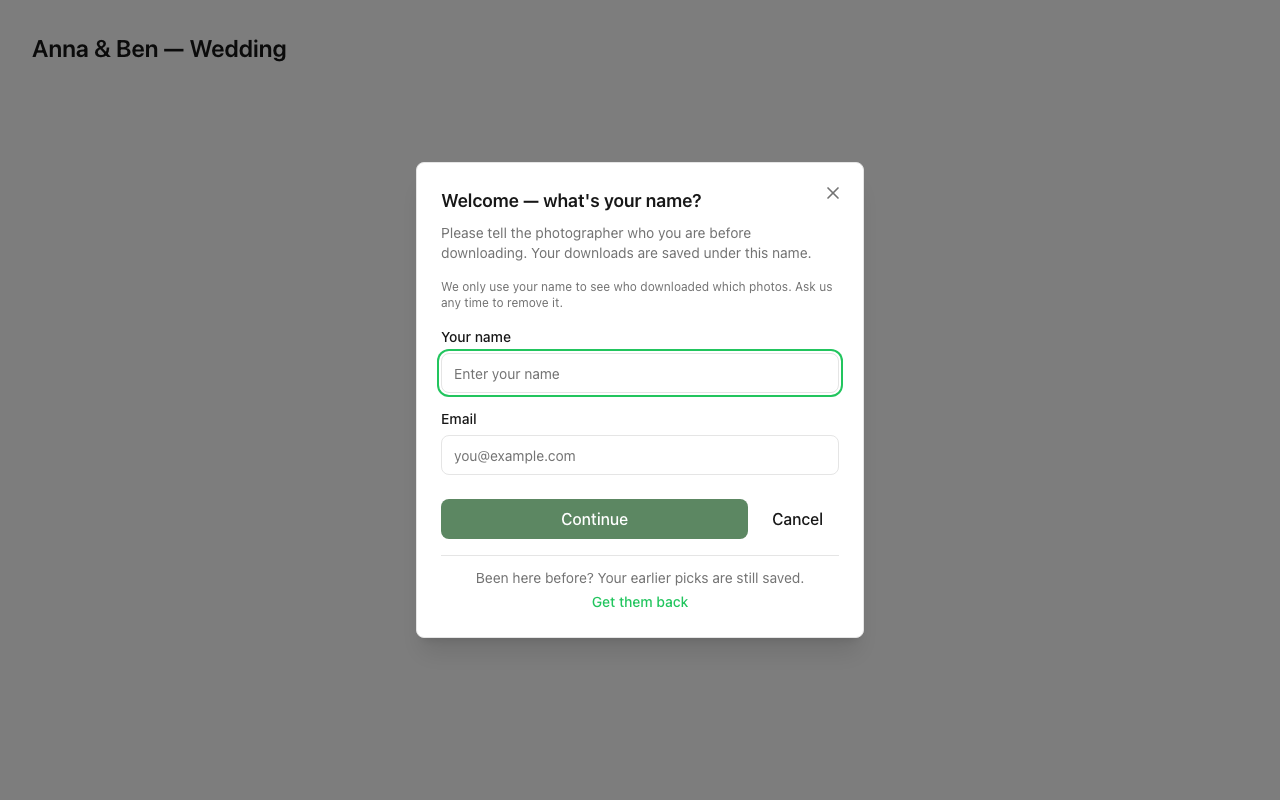 Anna & Ben — Wedding
Welcome — what's your name?
Please tell the photographer who you are before
downloading. Your downloads are saved under this name.
We only use your name to see who downloaded which photos. Ask us
any time to remove it.
Your name
Enter your name
Email
you@example.com
Continue
Cancel
Been here before? Your earlier picks are still saved.
Get them back